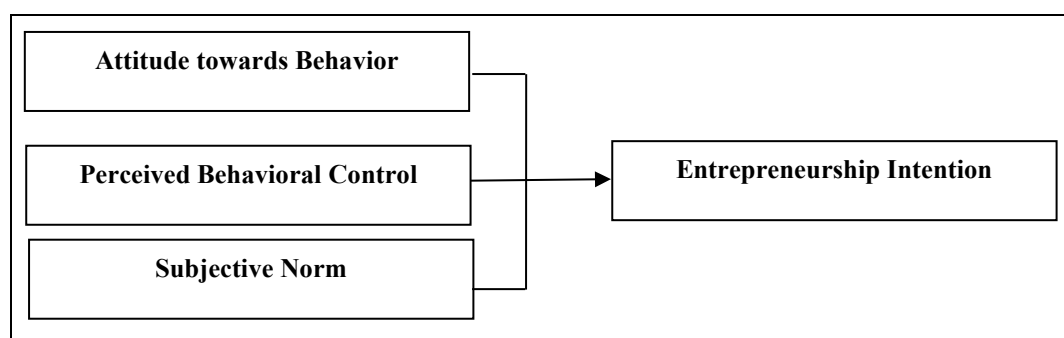 Attitude towards Behavior
Perceived Behavioral Control
Entrepreneurship Intention
Subjective Norm